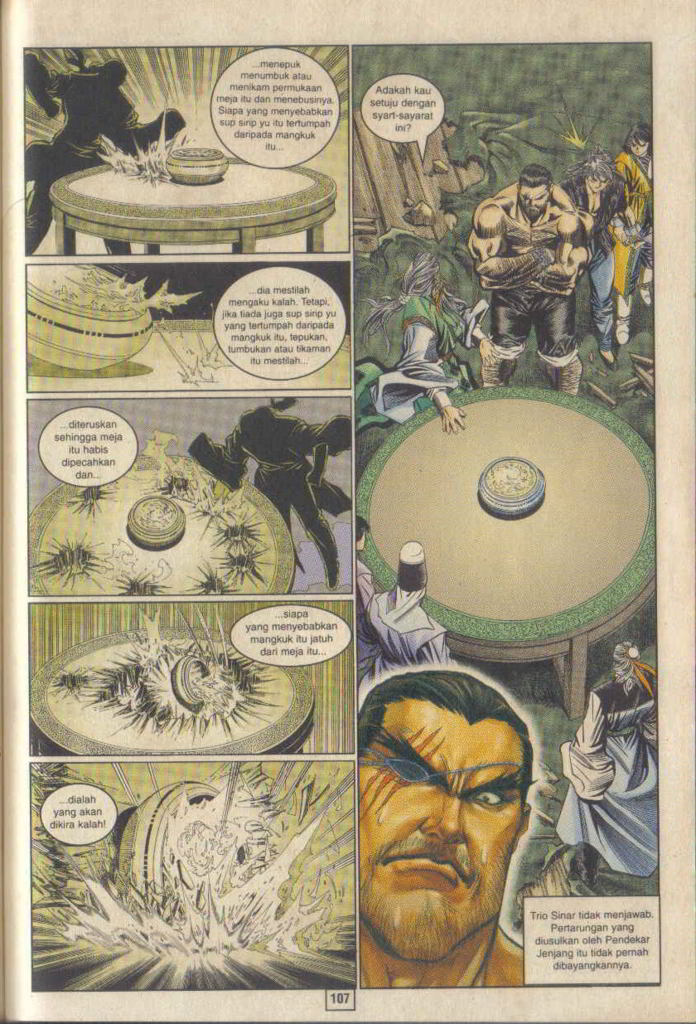 ...menepuk
menumbuk atau
menikam permukaan
meja itu dan menebusinya.
Siapa yang menyebabkan
sup sirip yu itu tertumpah
daripada mangkuk
itu...
...dia mestilah
mengaku kalah. Tetapi,
jika tiada juga sup sirip yu
yang tertumpah daripada
mangkuk itu, tepukan,
tumbukan atau tikaman
itu mestilah...
...diteruskan
sehingga meja
itu habis
dipecahkan
dan...
...siapa
yang menyebabkan
mangkuk itu jatuh
dari meja itu...
...dialah
yang akan
dikira kalah!
Adakah kau
setuju dengan
syart-sayarat
ini?
Trio Sinar tidak menjawab.
Pertarungan yang
diusulkan oleh Pendekar
Jenjang itu tidak pernah
dibayangkannya.
107